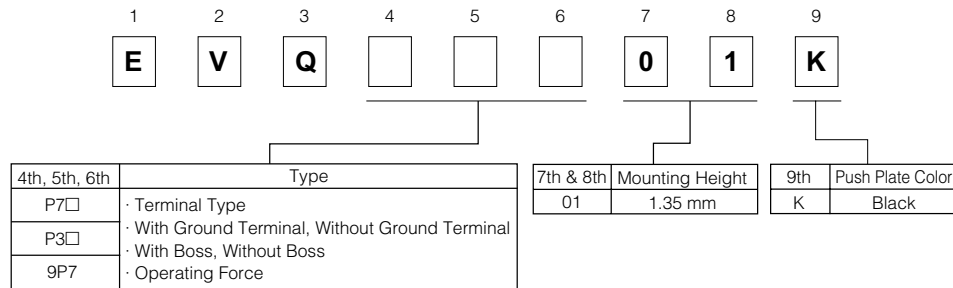 1 2 3 4 5 6 7 8 9
E V Q 0 1 K
4th, 5th, 6th Type
P7□
P3□
9P7
· Terminal Type
· With Ground Terminal, Without Ground Terminal
· With Boss, Without Boss
· Operating Force
7th & 8th Mounting Height
01 1.35 mm
9th Push Plate Color
K Black